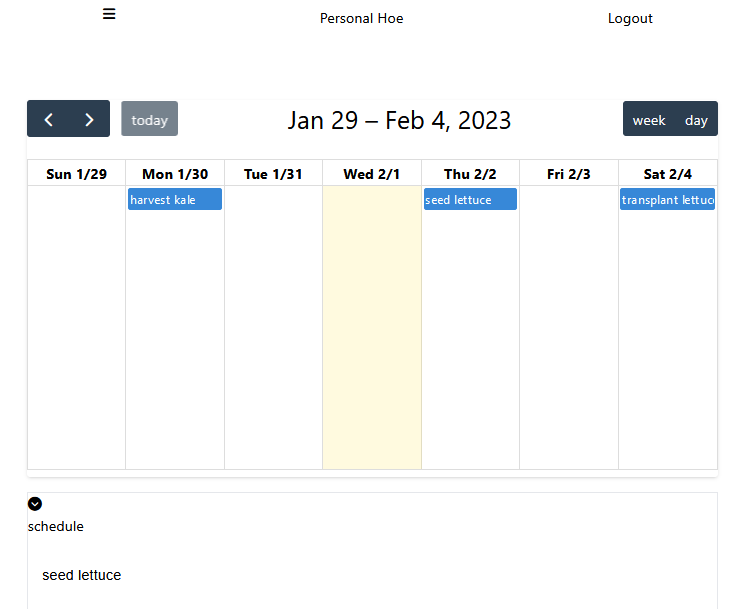 Personal Hoe Logout
today Jan 29 – Feb 4, 2023 week day
Sun 1/29 Mon 1/30 Tue 1/31 Wed 2/1 Thu 2/2 Fri 2/3 Sat 2/4
harvest kale seed lettuce transplant lettuc
schedule
seed lettuce